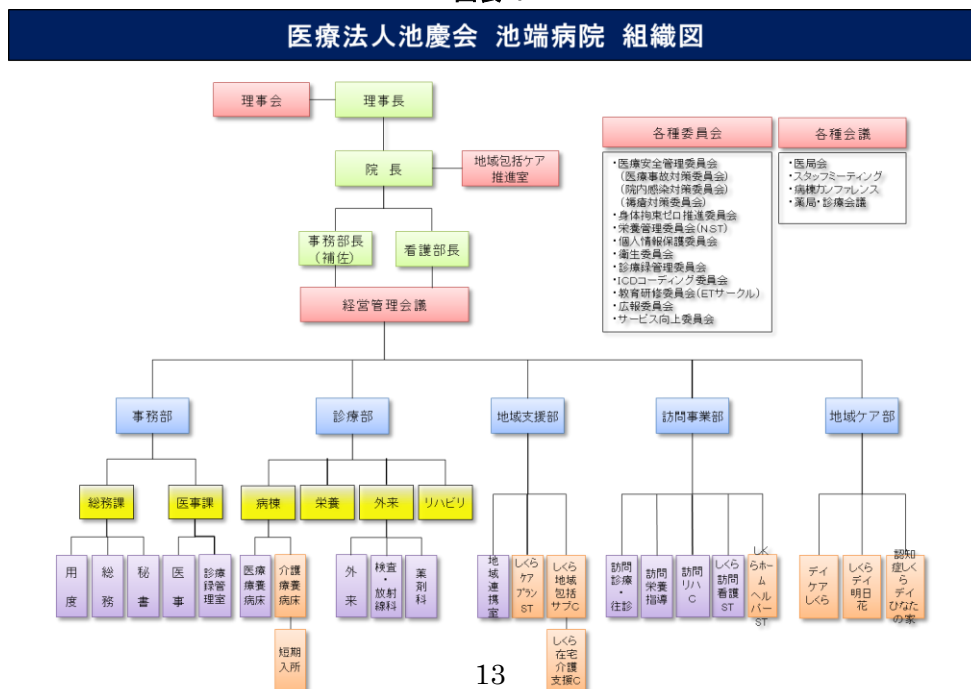 医療法人池慶会 池端病院 組織図
理事会
理事長
院 長
地域包括ケア
推進室
事務部長
(補佐)
看護部長
経営管理会議
各種委員会
・医療安全管理委員会
(医療事故対策委員会)
(院内感染対策委員会)
(褥瘡対策委員会)
・身体拘束ゼロ推進委員会
・栄養管理委員会(NST)
・個人情報保護委員会
・衛生委員会
・診療録管理委員会
・ICDコーディング委員会
・教育研修委員会(ETサークル)
・広報委員会
・サービス向上委員会
各種会議
・医局会
・スタッフミーティング
・病棟カンファレンス
・薬局・診療会議
事務部
診療部
地域支援部
訪問事業部
地域ケア部
総務課
医事課
病棟
栄養
外来
リハビリ
用度
総務
秘書
医事
診療
録管
理室
医療
療養
病床
介護
療養
病床
短期
入所
外来
検査
・
放射
線科
薬剤科
地域連携室
しくら
ケア
プラン
ST
しくら
地域
包括
サブC
しくら
在宅
介護
支援C
訪問
診療
・
往診
訪問
栄養
指導
訪問
リハ
C
しくら
訪問
看護
ST
しく
らホー
ム
ヘル
パー
ST
デイ
ケア
しくら
しくら
デイ
明日
花
認知
症しく
ら
デイ
ひなた
の家
13